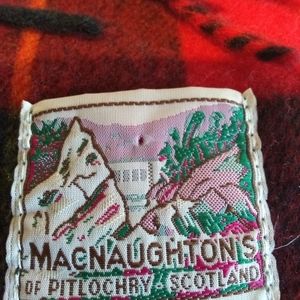 MACNAUGHTON'S
OF PITLOCHRY - SCOTLAND